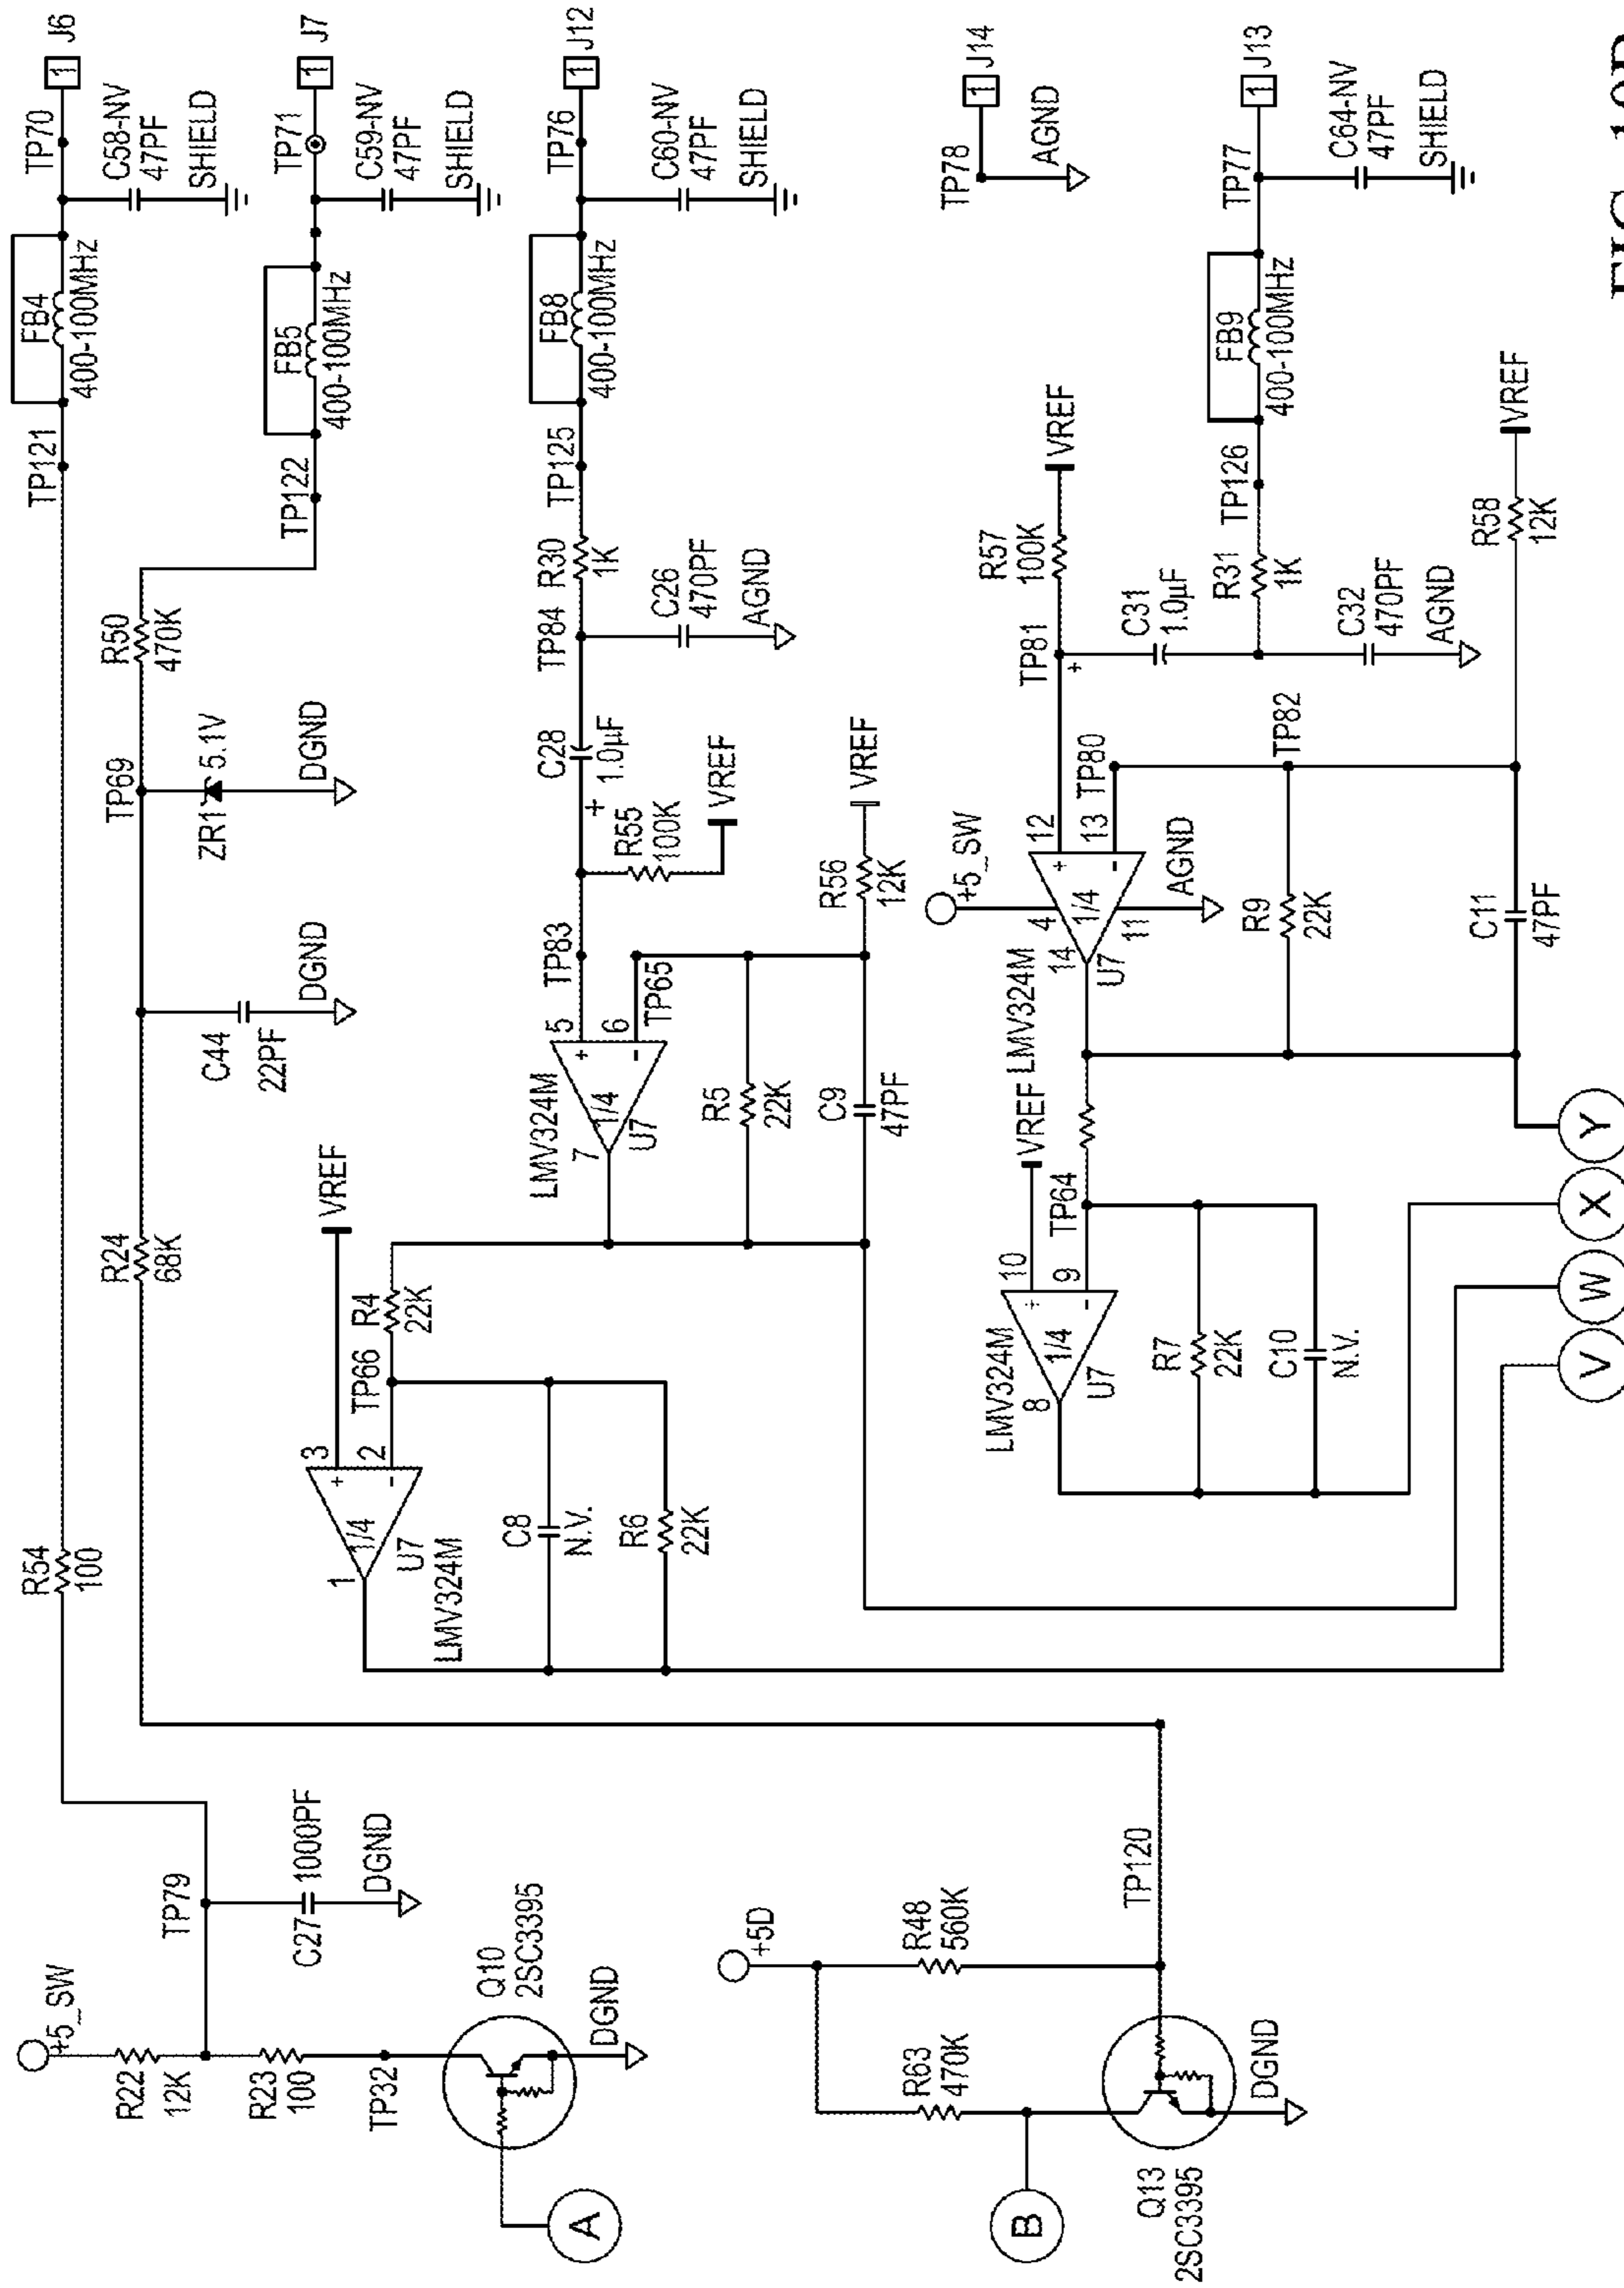 J6
TP70
C58-NV
47PF
SHIELD
FB4
400-100MHz
TP121
R54
100
J7
1
TP71
C59-NV
47PF
SHIELD
FB5
400-100MHz
TP122
R50
470K
TP69
ZR1 5.1V
DGND
C44
22PF
DGND
R24
68K
1
J12
1
TP76
C60-NV
47PF
SHIELD
FB8
400-100MHz
TP125
R30
1K
TP84
C26
470PF
AGND
C28
1.0µF
+
R55
100K
VREF
TP83
5
+
6
-
TP65
LMV324M
1/4
7
U7
R5
22K
C9
47PF
R56
12K
VREF
VREF
R4
22K
TP66
3
+
2
-
1/4
1
U7
LMV324M
C8
N.V.
R6
22K
J14
1
TP78
AGND
J13
1
TP77
C64-NV
47PF
SHIELD
FB9
400-100MHz
TP126
R31
1K
C31
1.0µF
+
C32
470PF
AGND
R57
100K
VREF
TP81
TP80
TP82
R58
12K
VREF
12
+
13
-
+5_SW
4
1/4
11
AGND
14
U7
LMV324M
R9
22K
C11
47PF
VREF
TP64
10
+
9
-
LMV324M
1/4
8
U7
R7
22K
C10
N.V.
V
W
X
Y
+5_SW
R22
12K
R23
100
TP79
C27
1000PF
DGND
TP32
Q10
2SC3395
DGND
A
+5D
R48
560K
R63
470K
TP120
B
Q13
2SC3395
DGND